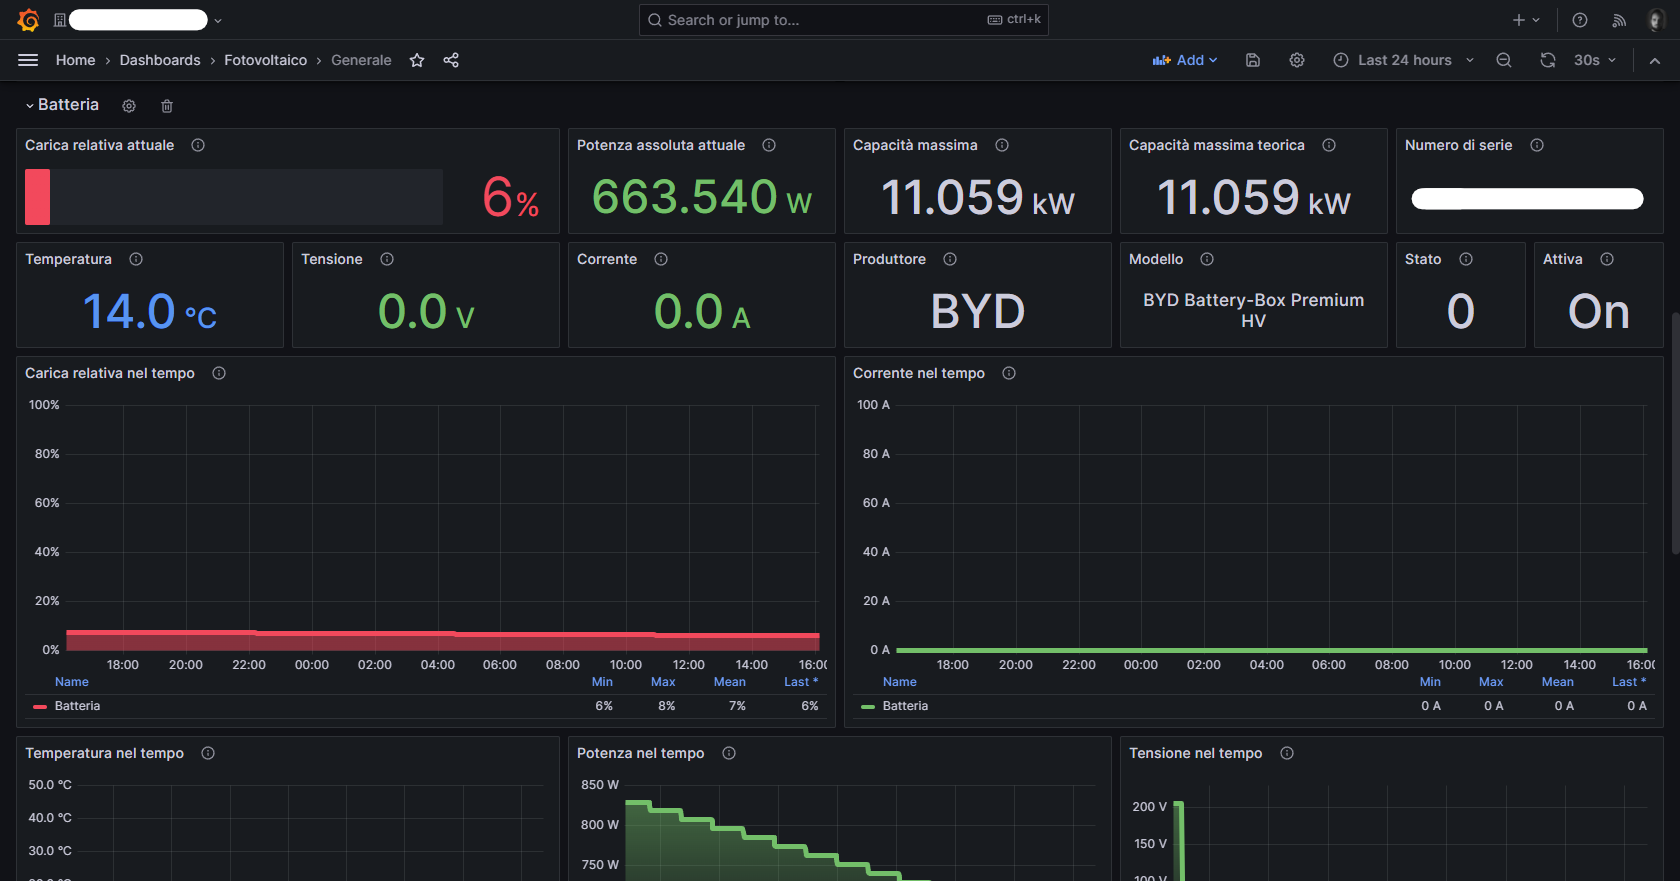 Search or jump to...
ctrl+k
Home › Dashboards › Fotovoltaico › Generale
Add
Last 24 hours
30s
Batteria
Carica relativa attuale
6%
Potenza assoluta attuale
663.540 W
Capacità massima
11.059 kW
Capacità massima teorica
11.059 kW
Numero di serie
Temperatura
14.0 °C
Tensione
0.0 V
Corrente
0.0 A
Produttore
BYD
Modello
BYD Battery-Box Premium
HV
Stato
0
Attiva
On
Carica relativa nel tempo
100%
80%
60%
40%
20%
0%
18:00 20:00 22:00 00:00 02:00 04:00 06:00 08:00 10:00 12:00 14:00 16:00
Name Min Max Mean Last *
Batteria 6% 8% 7% 6%
Corrente nel tempo
100 A
80 A
60 A
40 A
20 A
0 A
18:00 20:00 22:00 00:00 02:00 04:00 06:00 08:00 10:00 12:00 14:00 16:00
Name Min Max Mean Last *
Batteria 0 A 0 A 0 A 0 A
Temperatura nel tempo
50.0 °C
40.0 °C
30.0 °C
Potenza nel tempo
850 W
800 W
750 W
Tensione nel tempo
200 V
150 V
100 V